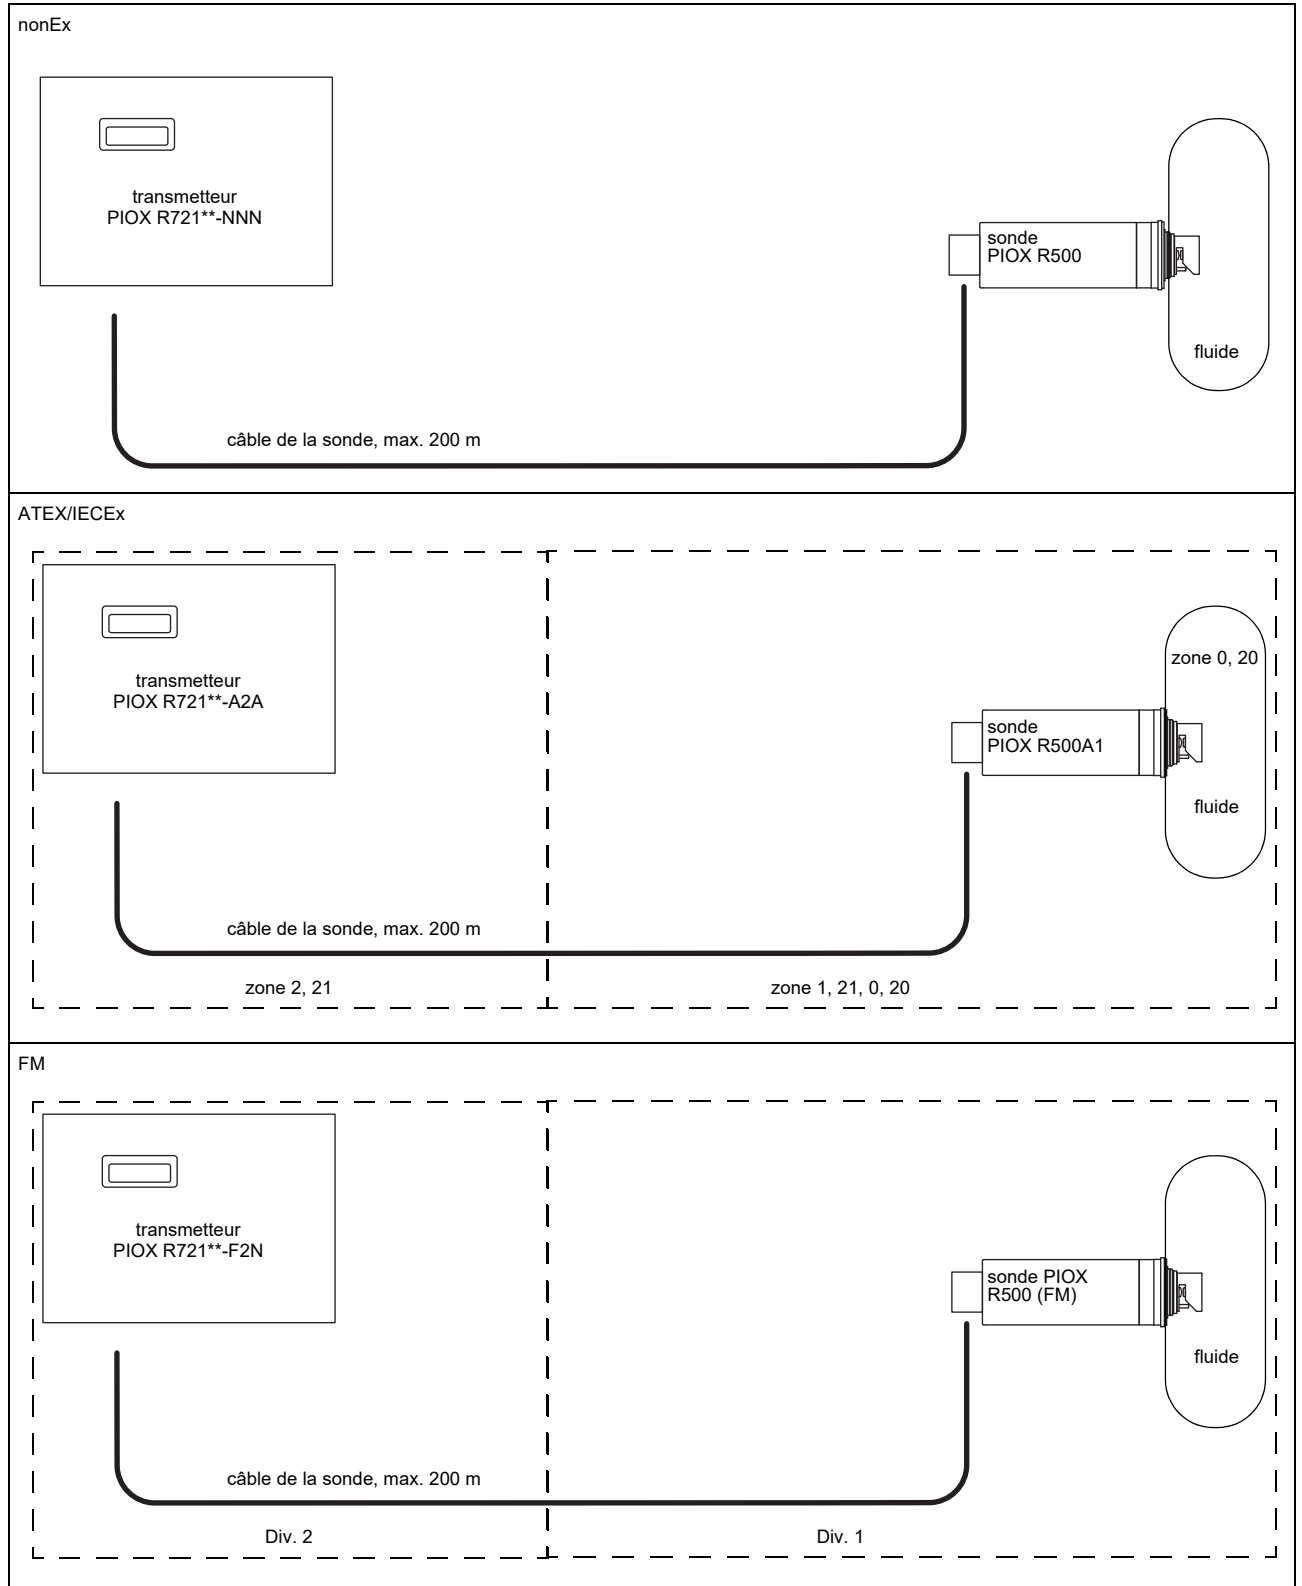 nonEx
transmetteur
PIOX R721**-NNN
sonde
PIOX R500
fluide
câble de la sonde, max. 200 m
ATEX/IECEx
transmetteur
PIOX R721**-A2A
zone 0, 20
sonde
PIOX R500A1
fluide
câble de la sonde, max. 200 m
zone 2, 21
zone 1, 21, 0, 20
FM
transmetteur
PIOX R721**-F2N
sonde PIOX
R500 (FM)
fluide
câble de la sonde, max. 200 m
Div. 2
Div. 1